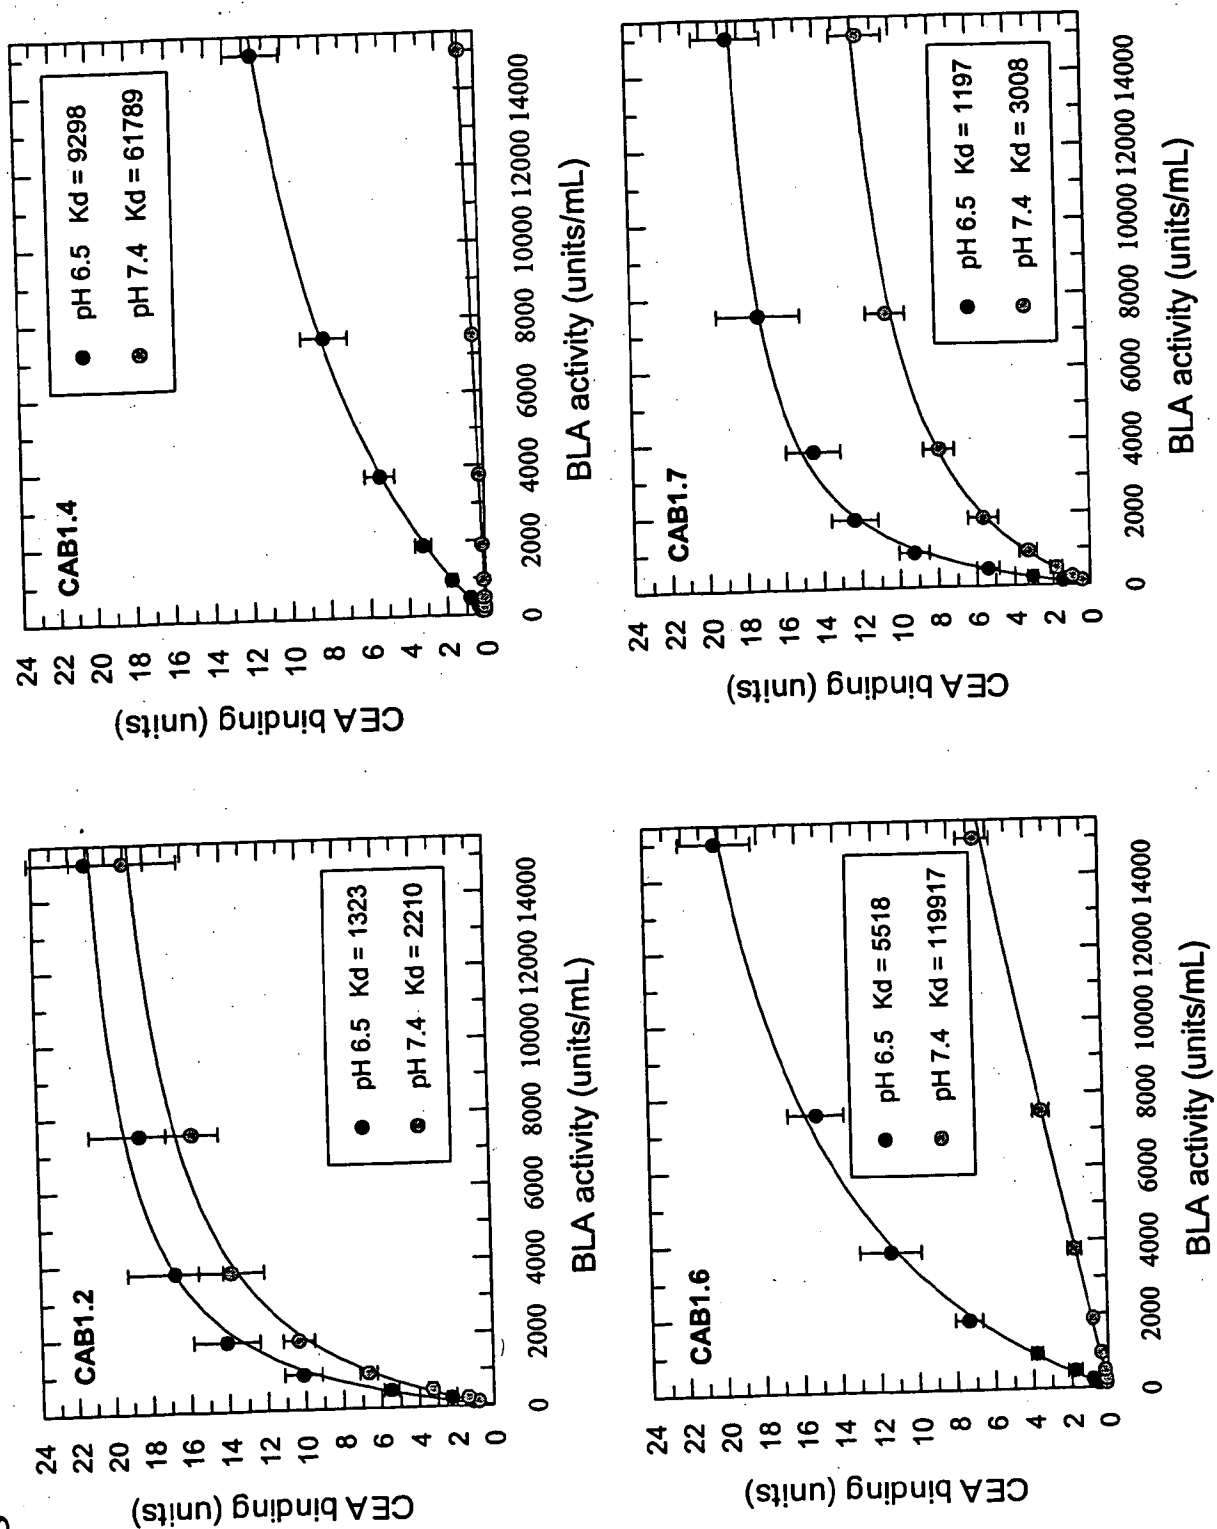 CAB1.2
pH 6.5 Kd = 1323
pH 7.4 Kd = 2210
24
22
20
18
16
14
12
10
8
6
4
2
0
CEA binding (units)
0 2000 4000 6000 8000 10000 12000 14000
BLA activity (units/mL)
CAB1.4
pH 6.5 Kd = 9298
pH 7.4 Kd = 61789
24
22
20
18
16
14
12
10
8
6
4
2
0
CEA binding (units)
0 2000 4000 6000 8000 10000 12000 14000
BLA activity (units/mL)
CAB1.6
pH 6.5 Kd = 5518
pH 7.4 Kd = 119917
24
22
20
18
16
14
12
10
8
6
4
2
0
CEA binding (units)
0 2000 4000 6000 8000 10000 12000 14000
BLA activity (units/mL)
CAB1.7
pH 6.5 Kd = 1197
pH 7.4 Kd = 3008
24
22
20
18
16
14
12
10
8
6
4
2
0
CEA binding (units)
0 2000 4000 6000 8000 10000 12000 14000
BLA activity (units/mL)